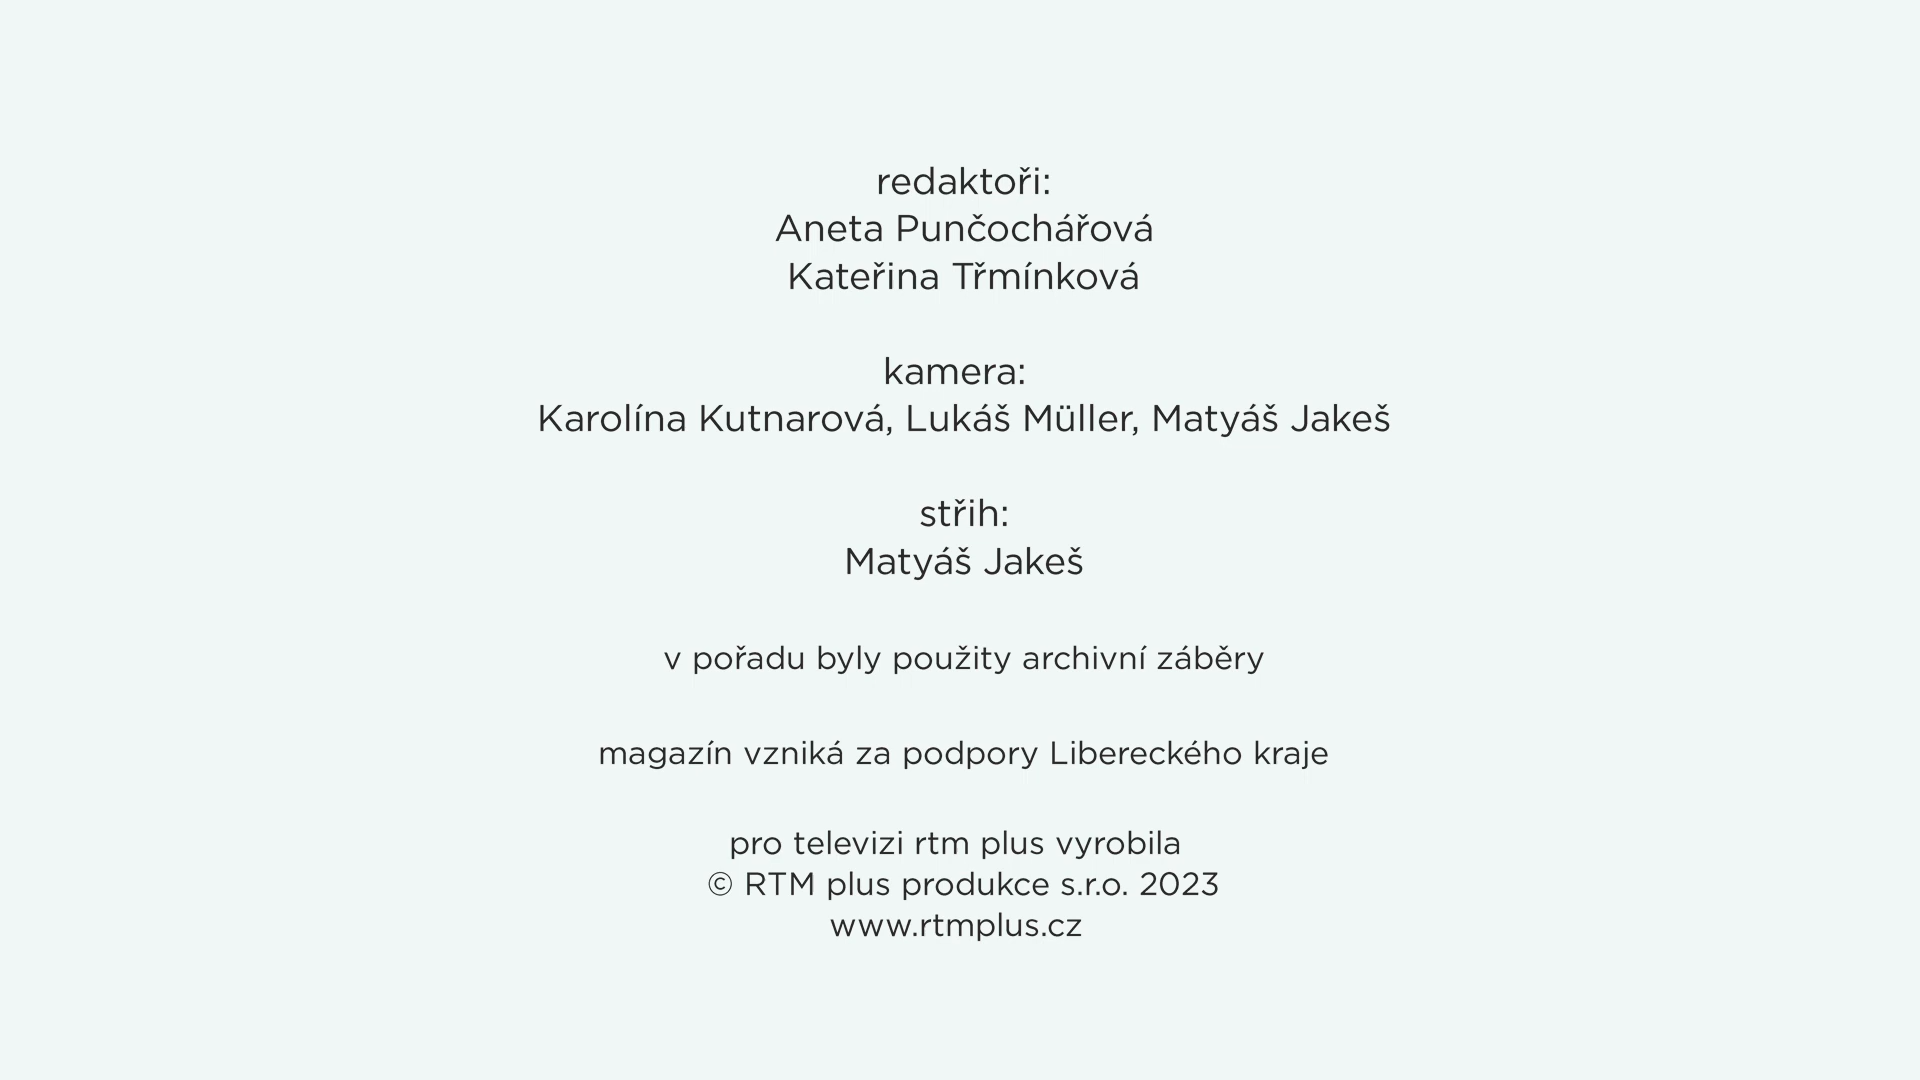 redaktoři:
Aneta Punčochářová
Kateřina Třmínková
kamera:
Karolína Kutnarová, Lukáš Müller, Matyáš Jakeš
střih:
Matyáš Jakeš
v pořadu byly použity archivní záběry
magazín vzniká za podpory Libereckého kraje
pro televizi rtm plus vyrobila
© RTM plus produkce s.r.o. 2023
www.rtmplus.cz